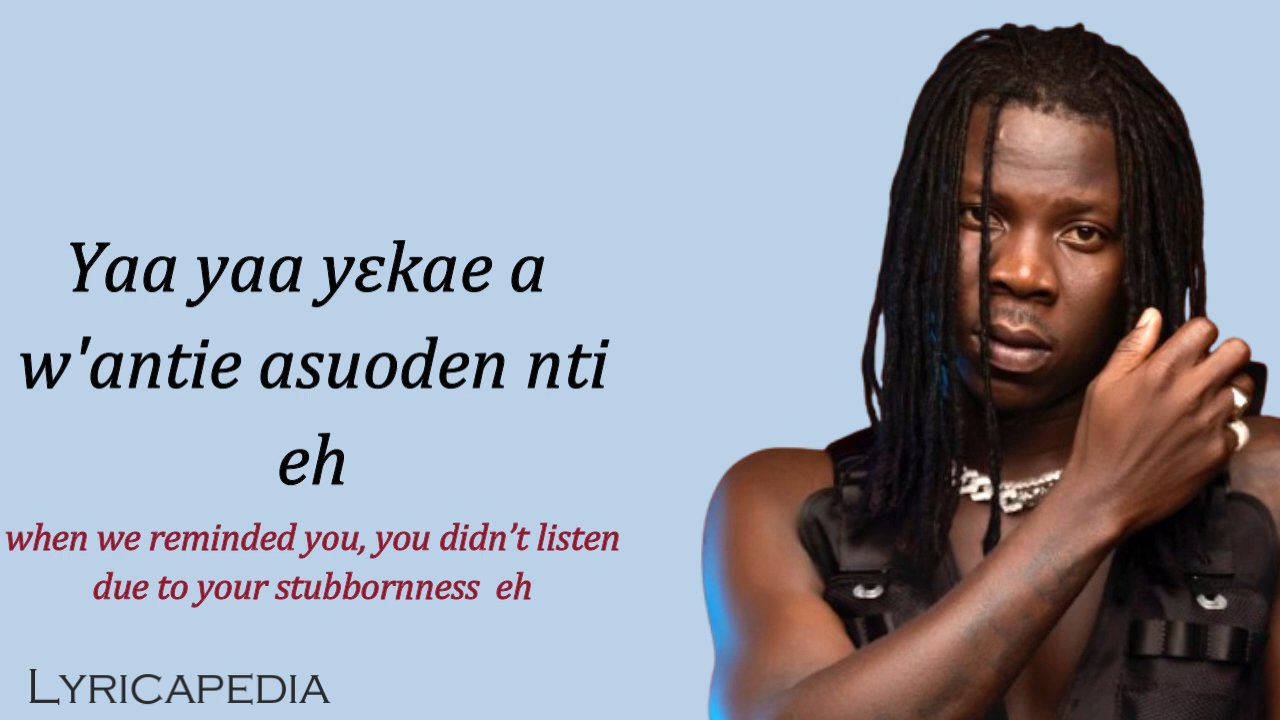 Yaa yaa yɛkae a
w'antie asuoden nti
eh
when we reminded you, you didn’t listen
due to your stubbornness eh
LYRICAPEDIA